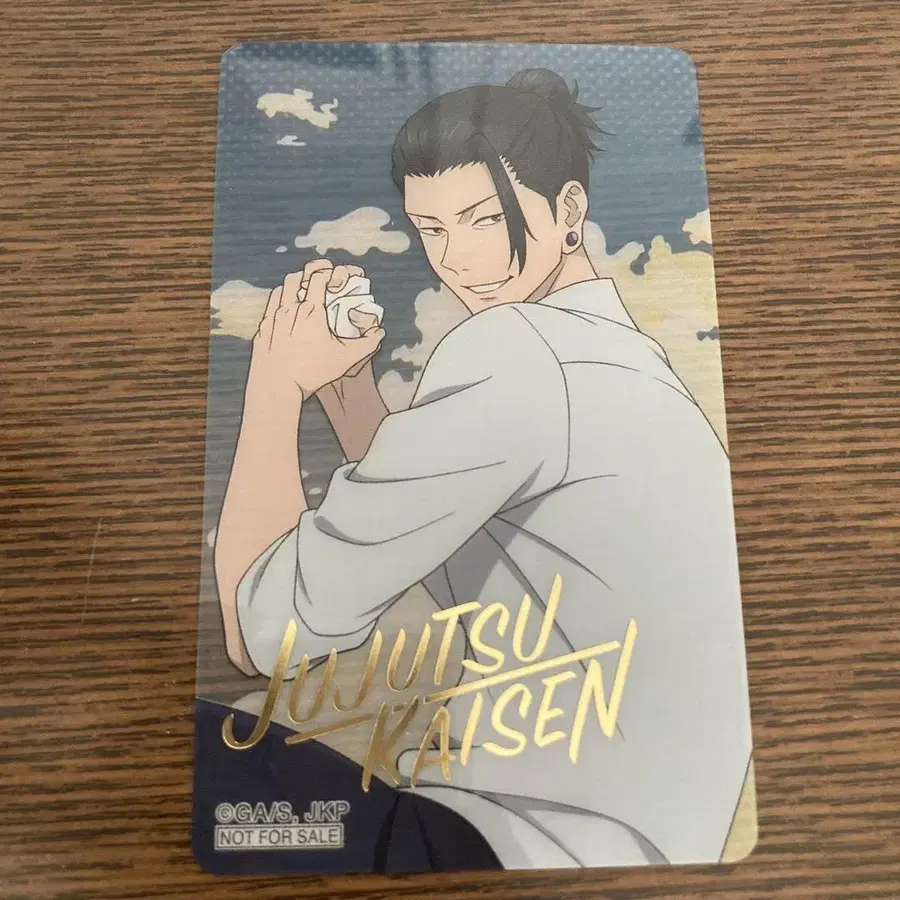 JUJUTSU
KAISEN
©GA/S, JKP
NOT FOR SALE